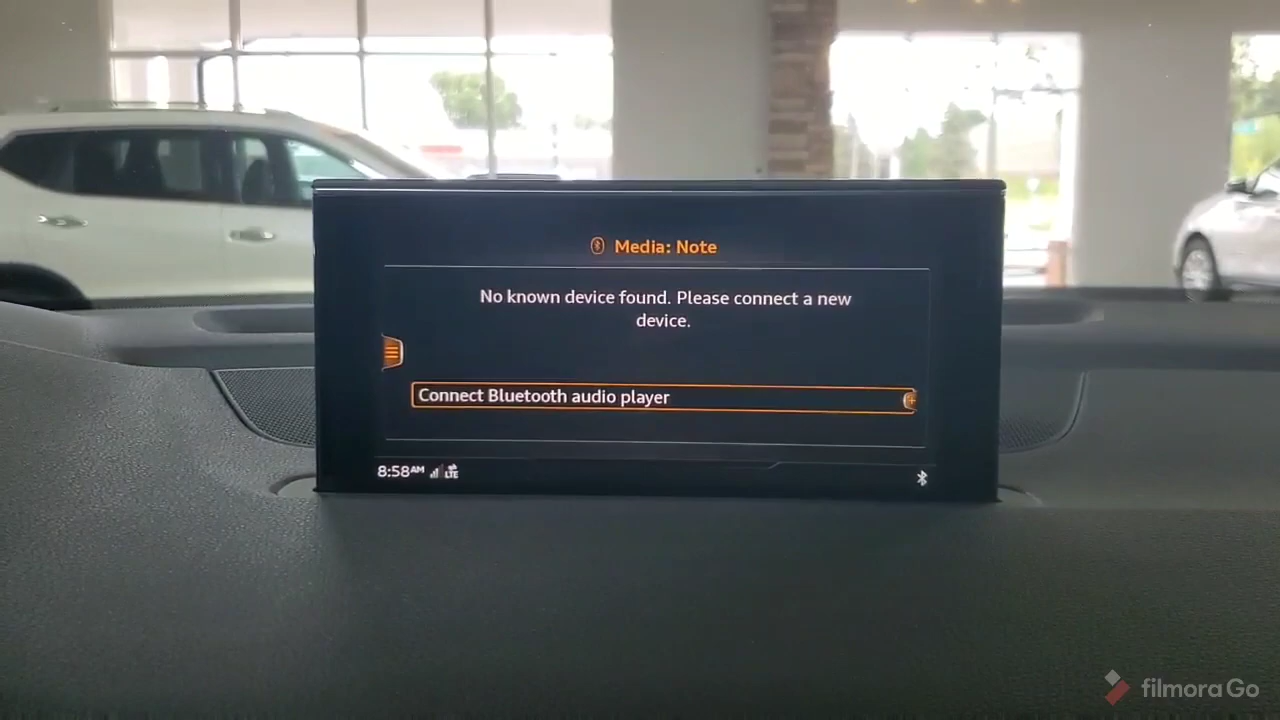 Media: Note
No known device found. Please connect a new
device.
Connect Bluetooth audio player
8:58AM LTE
filmoraGo